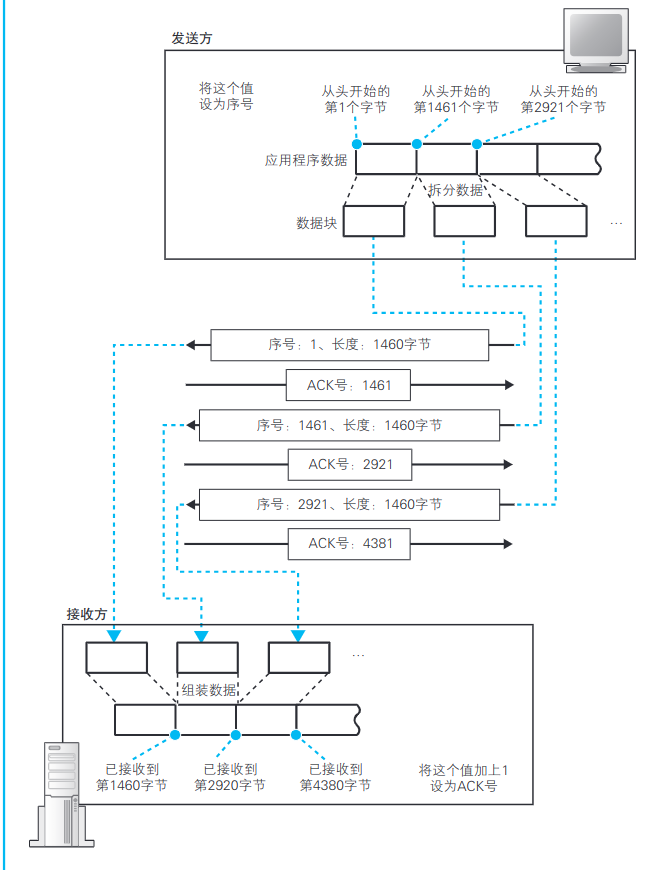 发送方
将这个值
设为序号
从头开始的
第1个字节
从头开始的
第1461个字节
从头开始的
第2921个字节
应用程序数据
拆分数据
数据块
…
序号：1、长度：1460字节
ACK号：1461
序号：1461、长度：1460字节
ACK号：2921
序号：2921、长度：1460字节
ACK号：4381
接收方
…
组装数据
已接收到
第1460字节
已接收到
第2920字节
已接收到
第4380字节
将这个值加上1
设为ACK号